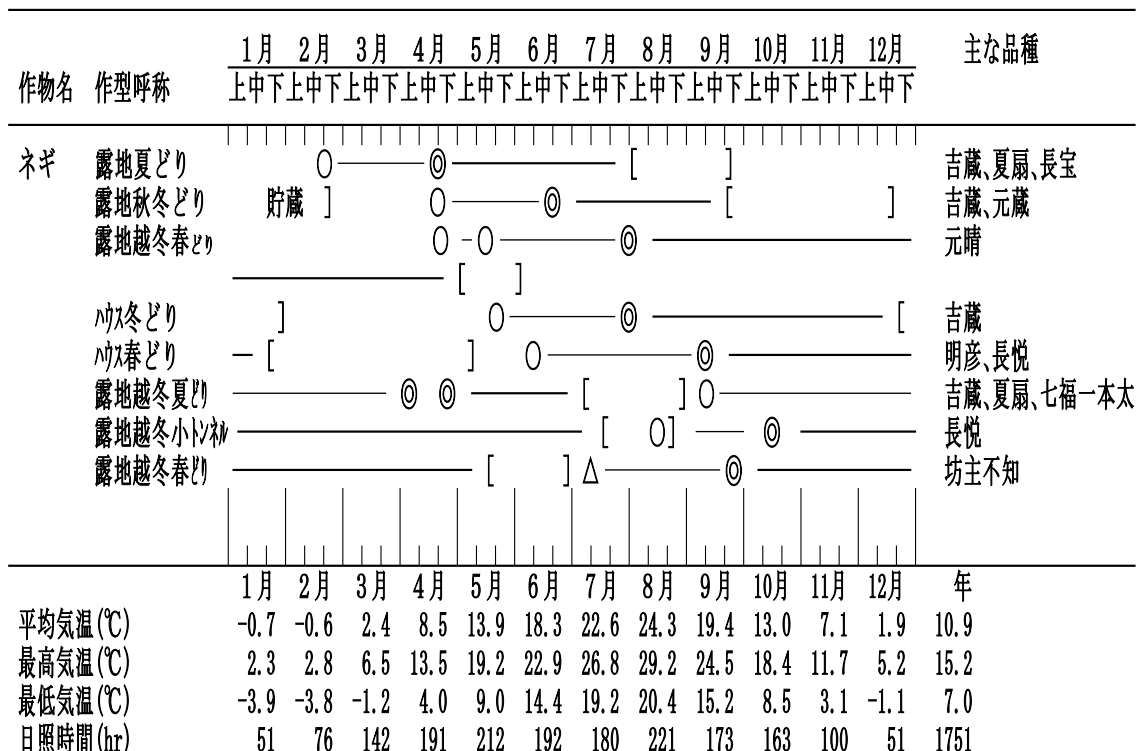 1月 2月 3月 4月 5月 6月 7月 8月 9月 10月 11月 12月 主な品種
作物名 作型呼称 上中下上中下上中下上中下上中下上中下上中下上中下上中下上中下上中下上中下
ネギ 露地夏どり ○ ◎ [ ] 吉蔵、夏扇、長宝
露地秋冬どり 貯蔵 ] ○ ◎ [ ] 吉蔵、元蔵
露地越冬春どり ○ ○ ◎ 元晴
[ ]
ハウス冬どり ] ○ ◎ [ 吉蔵
ハウス春どり [ ] ○ ◎ 明彦、長悦
露地越冬夏どり ◎ ◎ [ ] ○ 吉蔵、夏扇、七福一本太
露地越冬小トンネル [ ○ ] ◎ 長悦
露地越冬春どり [ ] △ ◎ 坊主不知
1月 2月 3月 4月 5月 6月 7月 8月 9月 10月 11月 12月 年
平均気温(℃) -0.7 -0.6 2.4 8.5 13.9 18.3 22.6 24.3 19.4 13.0 7.1 1.9 10.9
最高気温(℃) 2.3 2.8 6.5 13.5 19.2 22.9 26.8 29.2 24.5 18.4 11.7 5.2 15.2
最低気温(℃) -3.9 -3.8 -1.2 4.0 9.0 14.4 19.2 20.4 15.2 8.5 3.1 -1.1 7.0
日照時間(hr) 51 76 142 191 212 192 180 221 173 163 100 51 1751